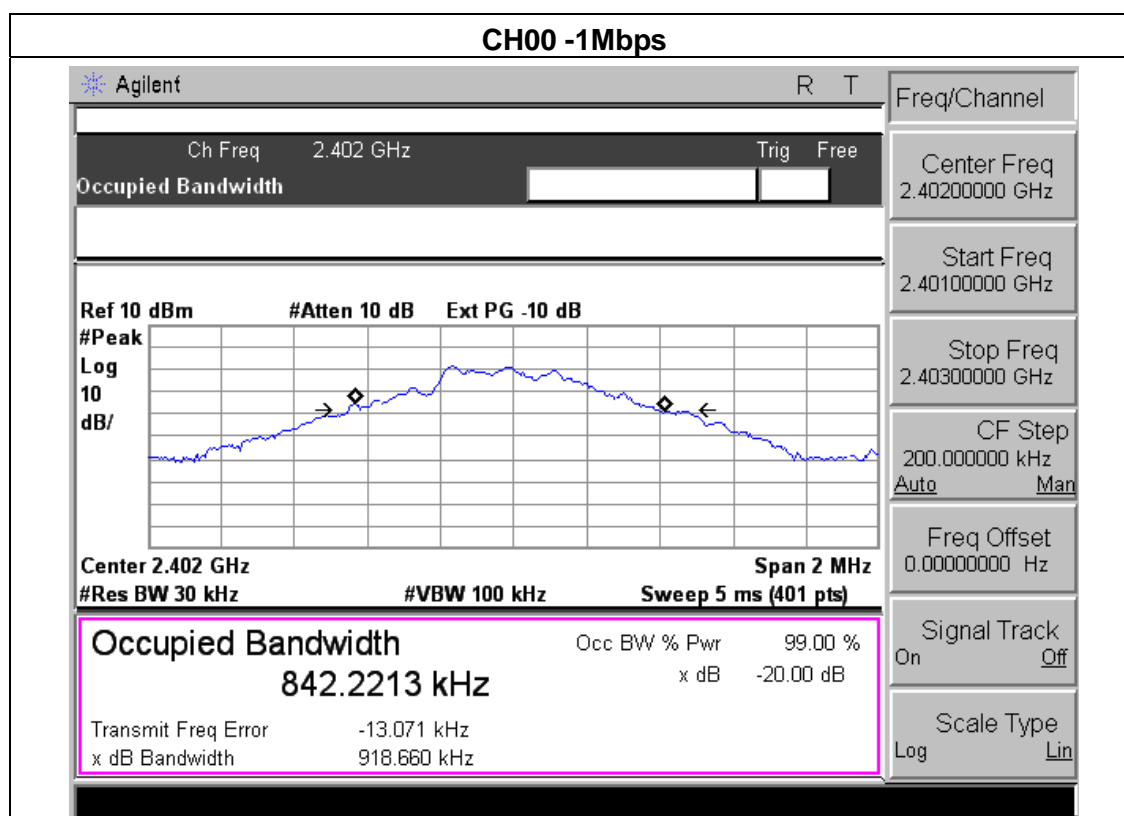 CH00 -1Mbps
Agilent R T
Ch Freq 2.402 GHz Trig Free
Occupied Bandwidth
Ref 10 dBm #Atten 10 dB Ext PG -10 dB
#Peak
Log
10
dB/
Center 2.402 GHz Span 2 MHz
#Res BW 30 kHz #VBW 100 kHz Sweep 5 ms (401 pts)
Occupied Bandwidth Occ BW % Pwr 99.00 %
842.2213 kHz x dB -20.00 dB
Transmit Freq Error -13.071 kHz
x dB Bandwidth 918.660 kHz
Freq/Channel
Center Freq
2.40200000 GHz
Start Freq
2.40100000 GHz
Stop Freq
2.40300000 GHz
CF Step
200.000000 kHz
Auto Man
Freq Offset
0.00000000 Hz
Signal Track
On Off
Scale Type
Log Lin